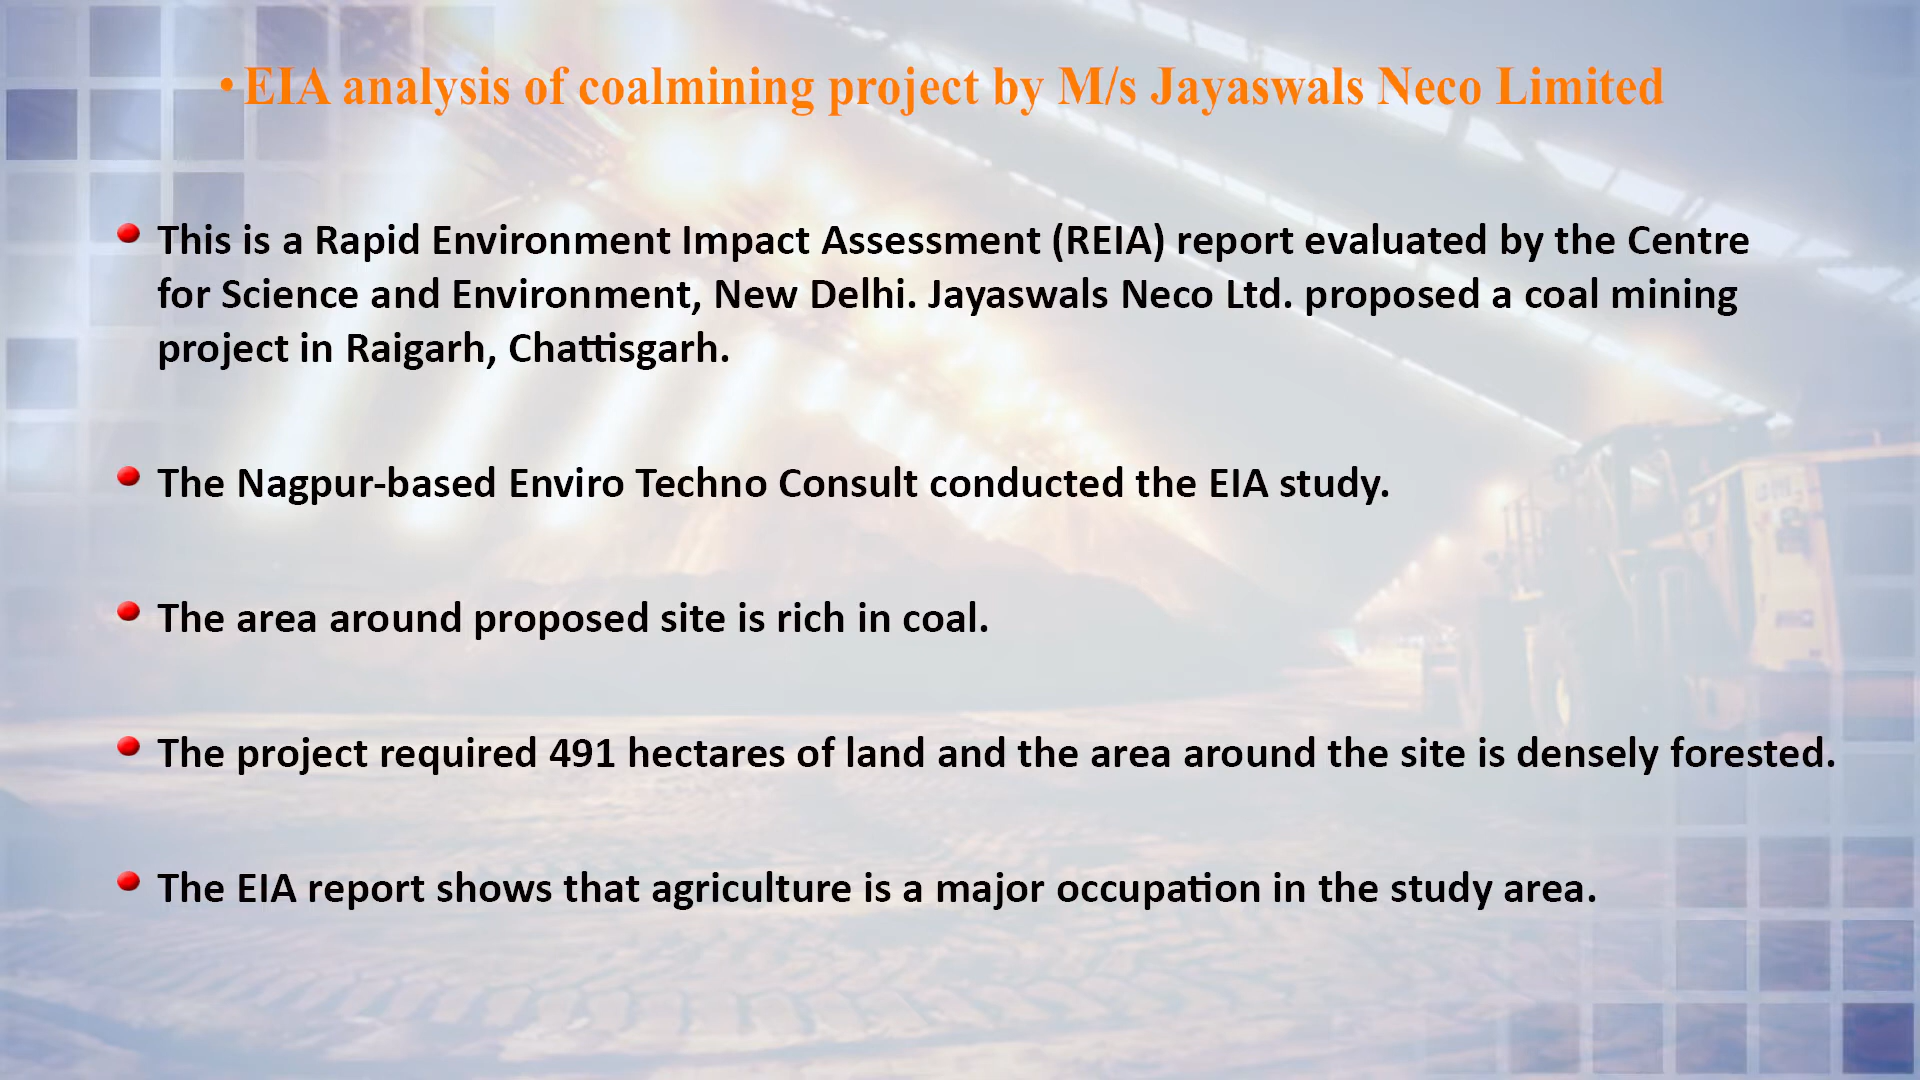 • EIA analysis of coalmining project by M/s Jayaswals Neco Limited
This is a Rapid Environment Impact Assessment (REIA) report evaluated by the Centre
for Science and Environment, New Delhi. Jayaswals Neco Ltd. proposed a coal mining
project in Raigarh, Chattisgarh.
The Nagpur-based Enviro Techno Consult conducted the EIA study.
The area around proposed site is rich in coal.
The project required 491 hectares of land and the area around the site is densely forested.
The EIA report shows that agriculture is a major occupation in the study area.